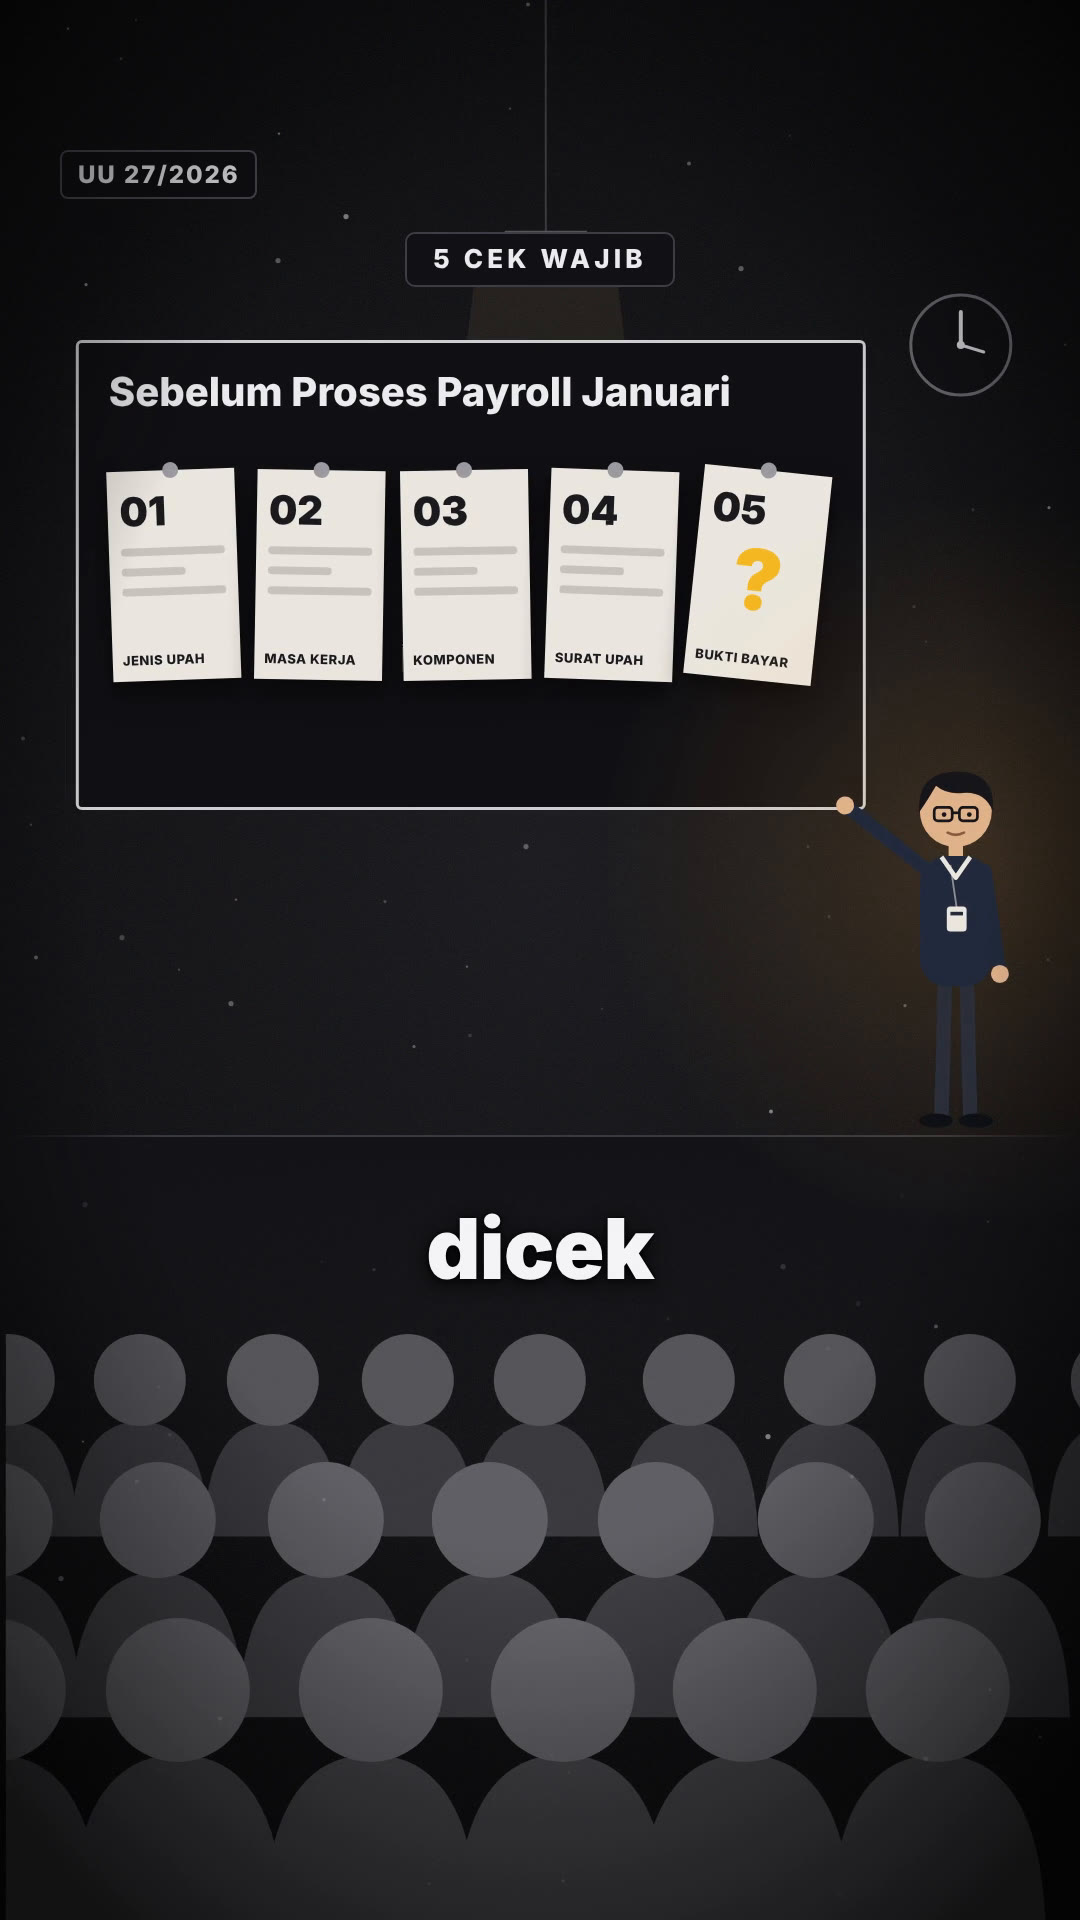 UU 27/2026
5 CEK WAJIB
Sebelum Proses Payroll Januari
01
JENIS UPAH
02
MASA KERJA
03
KOMPONEN
04
SURAT UPAH
05
?
BUKTI BAYAR
dicek